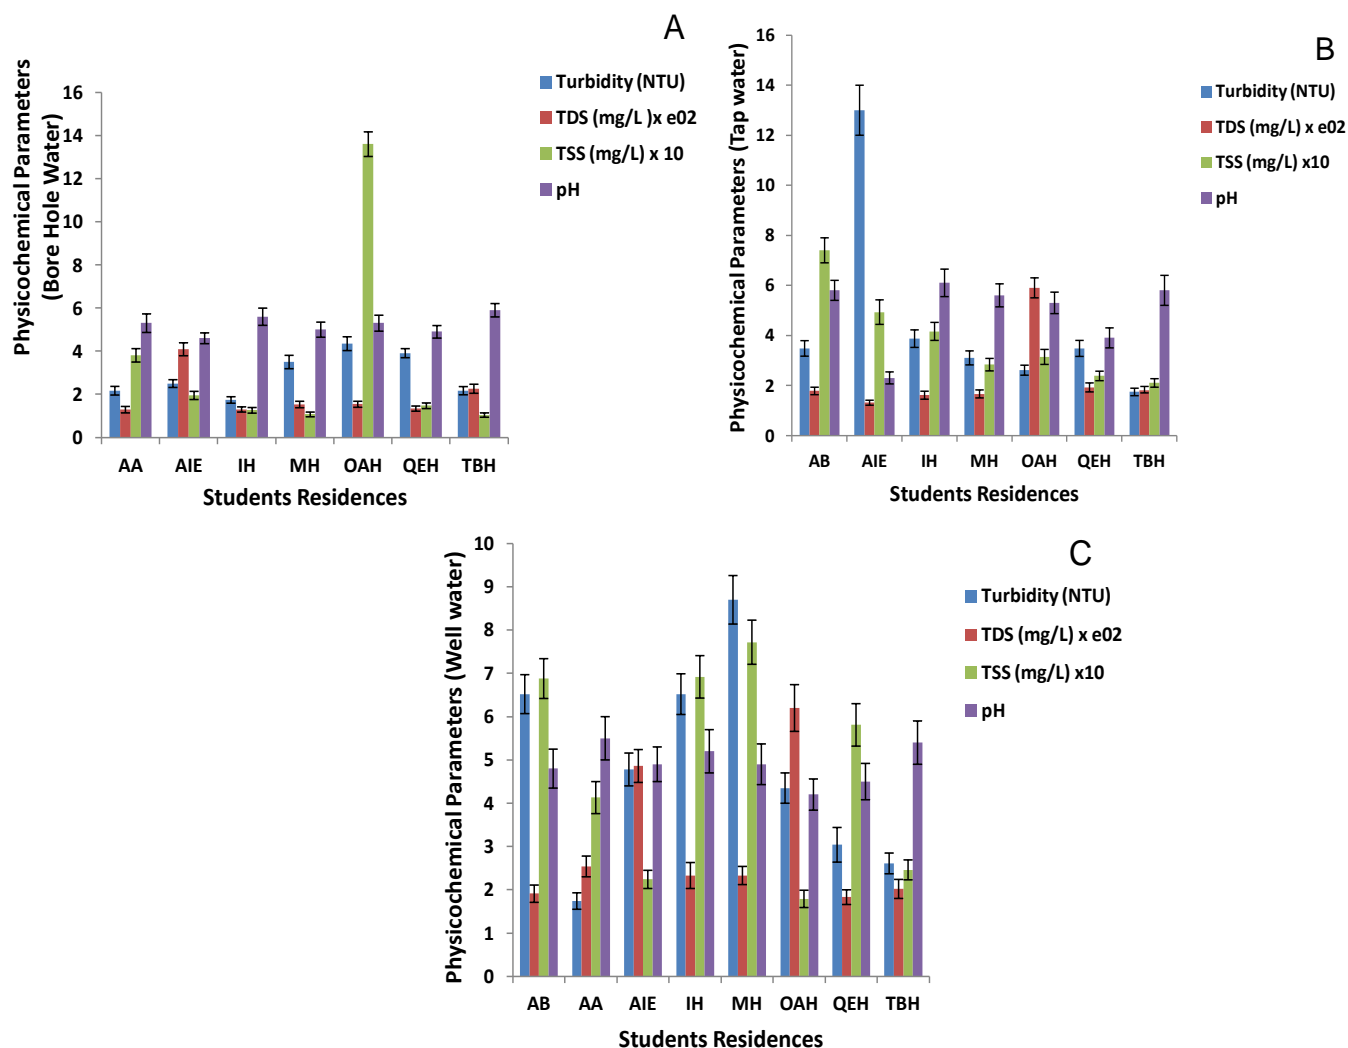 A
Physicochemical Parameters
(Bore Hole Water)
16
14
12
10
8
6
4
2
0
AA AIE IH MH OAH QEH TBH
Students Residences
Turbidity (NTU)
TDS (mg/L )x e02
TSS (mg/L) x 10
pH
B
Physicochemical Parameters (Tap water)
16
14
12
10
8
6
4
2
0
AB AIE IH MH OAH QEH TBH
Students Residences
Turbidity (NTU)
TDS (mg/L) x e02
TSS (mg/L) x10
pH
C
Physicochemical Parameters (Well water)
10
9
8
7
6
5
4
3
2
1
0
AB AA AIE IH MH OAH QEH TBH
Students Residences
Turbidity (NTU)
TDS (mg/L) x e02
TSS (mg/L) x10
pH